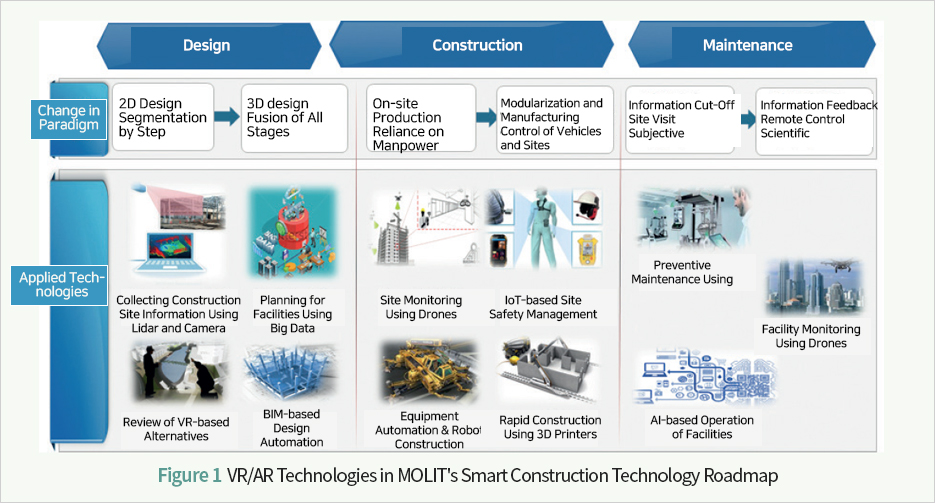 Design
Construction
Maintenance
Change in
Paradigm
2D Design
Segmentation
by Step
3D design
Fusion of All
Stages
On-site
Production
Reliance on
Manpower
Modularization and
Manufacturing
Control of Vehicles
and Sites
Information Cut-Off
Site Visit
Subjective
Information Feedback
Remote Control
Scientific
Applied Tech-
nologies
BIG
DATA
Collecting Construction
Site Information Using
Lidar and Camera
Planning for
Facilities Using
Big Data
Site Monitoring
Using Drones
IoT-based Site
Safety Management
Preventive
Maintenance Using
Facility Monitoring
Using Drones
Review of VR-based
Alternatives
BIM-based
Design
Automation
Equipment
Automation & Robot
Construction
Rapid Construction
Using 3D Printers
AI-based Operation
of Facilities
Figure 1 VR/AR Technologies in MOLIT's Smart Construction Technology Roadmap